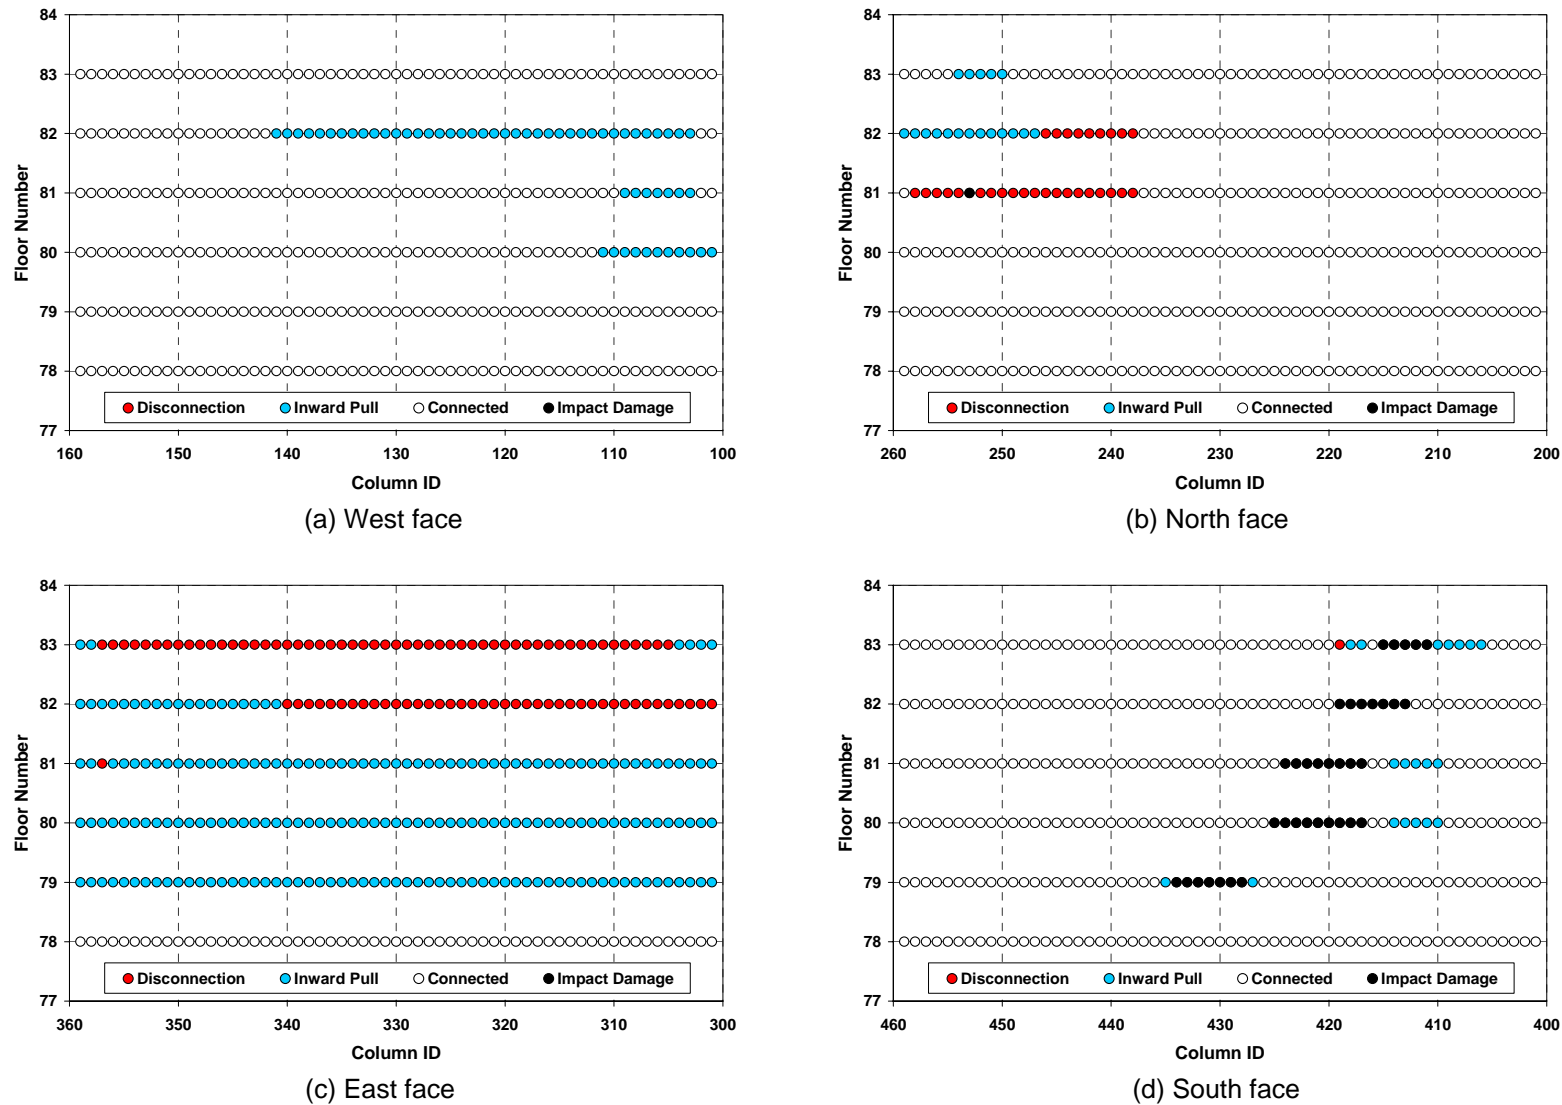 84
83
82
81
80
79
78
77
Floor Number
Disconnection Inward Pull Connected Impact Damage
160 150 140 130 120 110 100
Column ID
(a) West face
84
83
82
81
80
79
78
77
Floor Number
Disconnection Inward Pull Connected Impact Damage
260 250 240 230 220 210 200
Column ID
(b) North face
84
83
82
81
80
79
78
77
Floor Number
Disconnection Inward Pull Connected Impact Damage
360 350 340 330 320 310 300
Column ID
(c) East face
84
83
82
81
80
79
78
77
Floor Number
Disconnection Inward Pull Connected Impact Damage
460 450 440 430 420 410 400
Column ID
(d) South face